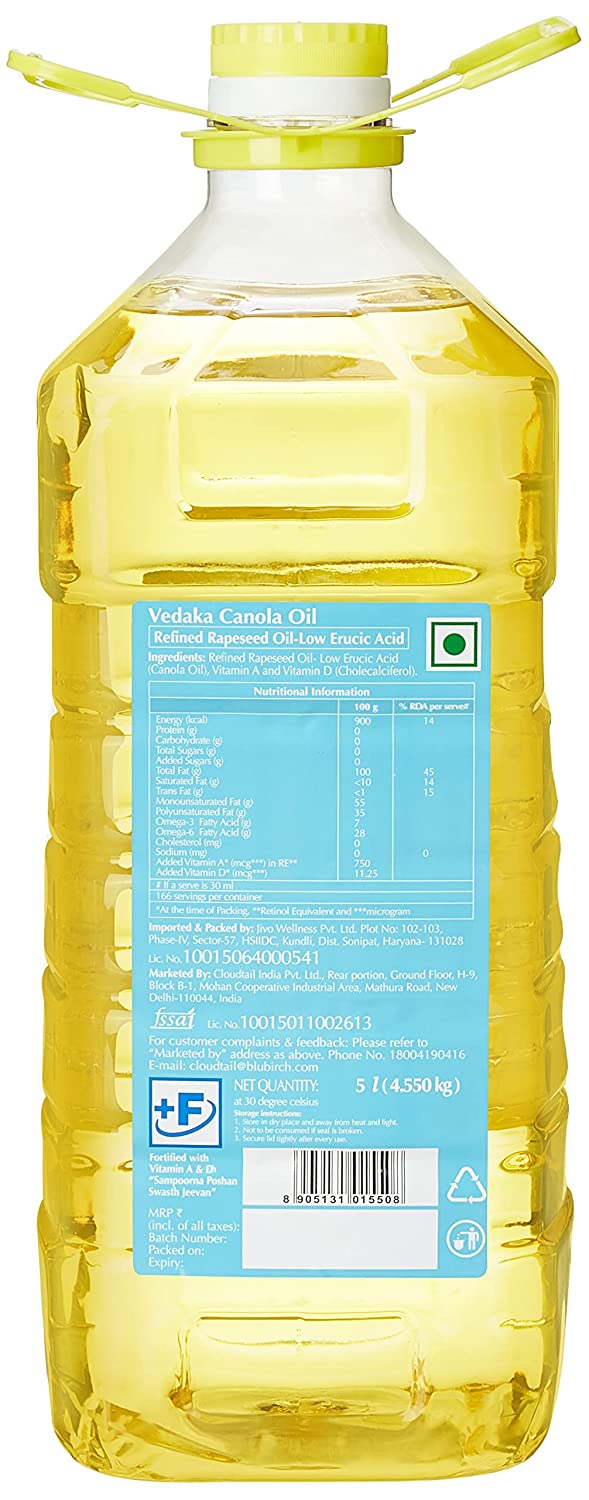 Vedaka Canola Oil
Refined Rapeseed Oil-Low Erucic Acid
Ingredients: Refined Rapeseed Oil- Low Erucic Acid
(Canola Oil), Vitamin A and Vitamin D (Cholecalciferol).
Nutritional Information
100 g % RDA per serve#
Energy (kcal) 900 14
Protein (g) 0
Carbohydrate (g) 0
Total Sugars (g) 0
Added Sugars (g) 0
Total Fat (g) 100 45
Saturated Fat (g) <10 14
Trans Fat (g) <1 15
Monounsaturated Fat (g) 55
Polyunsaturated Fat (g) 35
Omega-3 Fatty Acid (g) 7
Omega-6 Fatty Acid (g) 28
Cholesterol (mg) 0
Sodium (mg) 0 0
Added Vitamin A* (mcg***) in RE** 750
Added Vitamin D* (mcg***) 11.25
# If a serve is 30 ml
166 servings per container
*At the time of Packing, **Retinol Equivalent and ***microgram
Imported & Packed by: Jivo Wellness Pvt. Ltd. Plot No: 102-103,
Phase-IV, Sector-57, HSIIDC, Kundli, Dist. Sonipat, Haryana- 131028
Lic. No. 10015064000541
Marketed By: Cloudtail India Pvt. Ltd., Rear portion, Ground Floor, H-9,
Block B-1, Mohan Cooperative Industrial Area, Mathura Road, New
Delhi-110044, India
fssai Lic. No. 10015011002613
For customer complaints & feedback: Please refer to
"Marketed by" address as above. Phone No. 18004190416
E-mail: cloudtail@blubirch.com
+F
NET QUANTITY: 5 l ( 4.550 kg )
at 30 degree celsius
Storage instructions:
1. Store in dry place and away from heat and light.
2. Not to be consumed if seal is broken.
3. Secure lid tightly after every use.
Fortified with
Vitamin A & D
"Sampoorna Poshan
Swasth Jeevan"
8 905131 015508
MRP ₹
(incl. of all taxes):
Batch Number:
Packed on:
Expiry: